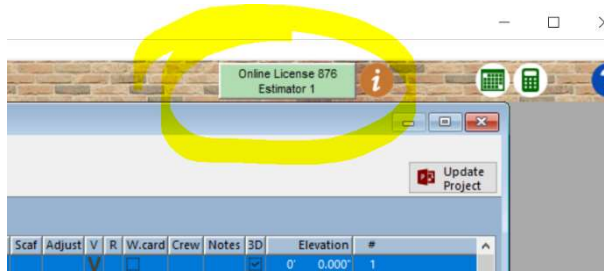 Online License 876
Estimator 1
i
Update
Project
Scaf Adjust V R W.card Crew Notes 3D Elevation #
V 0' 0.000" 1